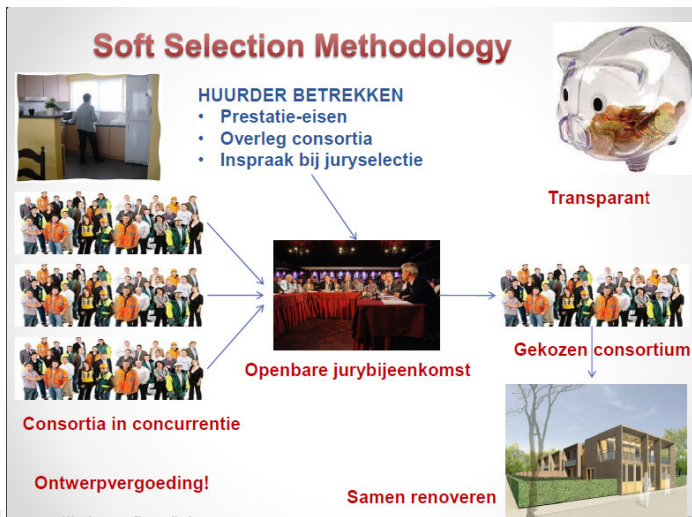 Soft Selection Methodology
HUURDER BETREKKEN
• Prestatie-eisen
• Overleg consortia
• Inspraak bij juryselectie
Transparant
Openbare jurybijeenkomst
Gekozen consortium
Consortia in concurrentie
Ontwerpvergoeding!
Samen renoveren